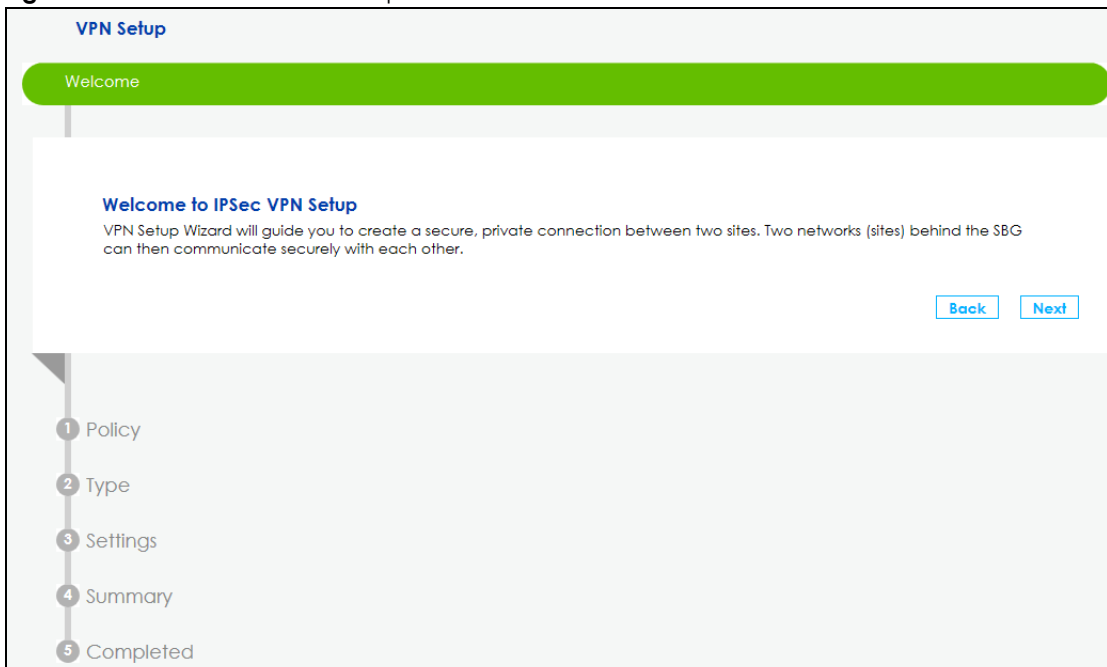 VPN Setup
Welcome
Welcome to IPSec VPN Setup
VPN Setup Wizard will guide you to create a secure, private connection between two sites. Two networks (sites) behind the SBG
can then communicate securely with each other.
Back Next
1 Policy
2 Type
3 Settings
4 Summary
5 Completed